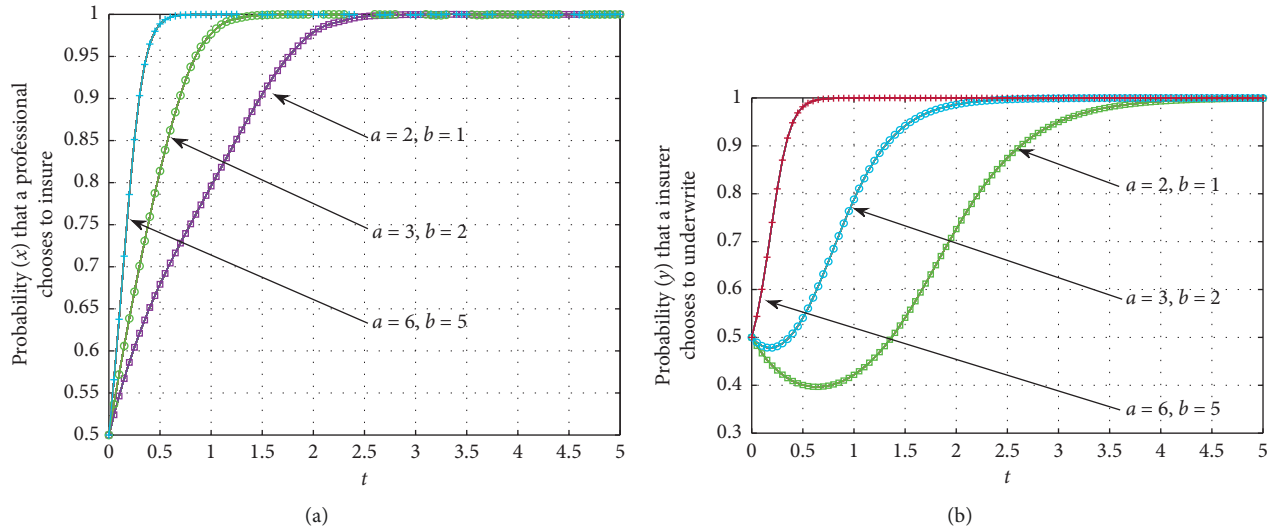 1
0.95
0.9
0.85
0.8
0.75
0.7
0.65
0.6
0.55
0.5
Probability (x) that a professional
chooses to insure
a = 2, b = 1
a = 3, b = 2
a = 6, b = 5
0 0.5 1 1.5 2 2.5 3 3.5 4 4.5 5
t
(a)
1
0.9
0.8
0.7
0.6
0.5
0.4
0.3
Probability (y) that a insurer
chooses to underwrite
a = 2, b = 1
a = 3, b = 2
a = 6, b = 5
0 0.5 1 1.5 2 2.5 3 3.5 4 4.5 5
t
(b)